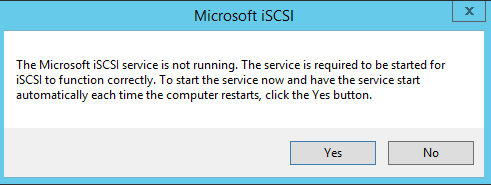 Microsoft iSCSI
x
The Microsoft iSCSI service is not running. The service is required to be started for
iSCSI to function correctly. To start the service now and have the service start
automatically each time the computer restarts, click the Yes button.
Yes
No